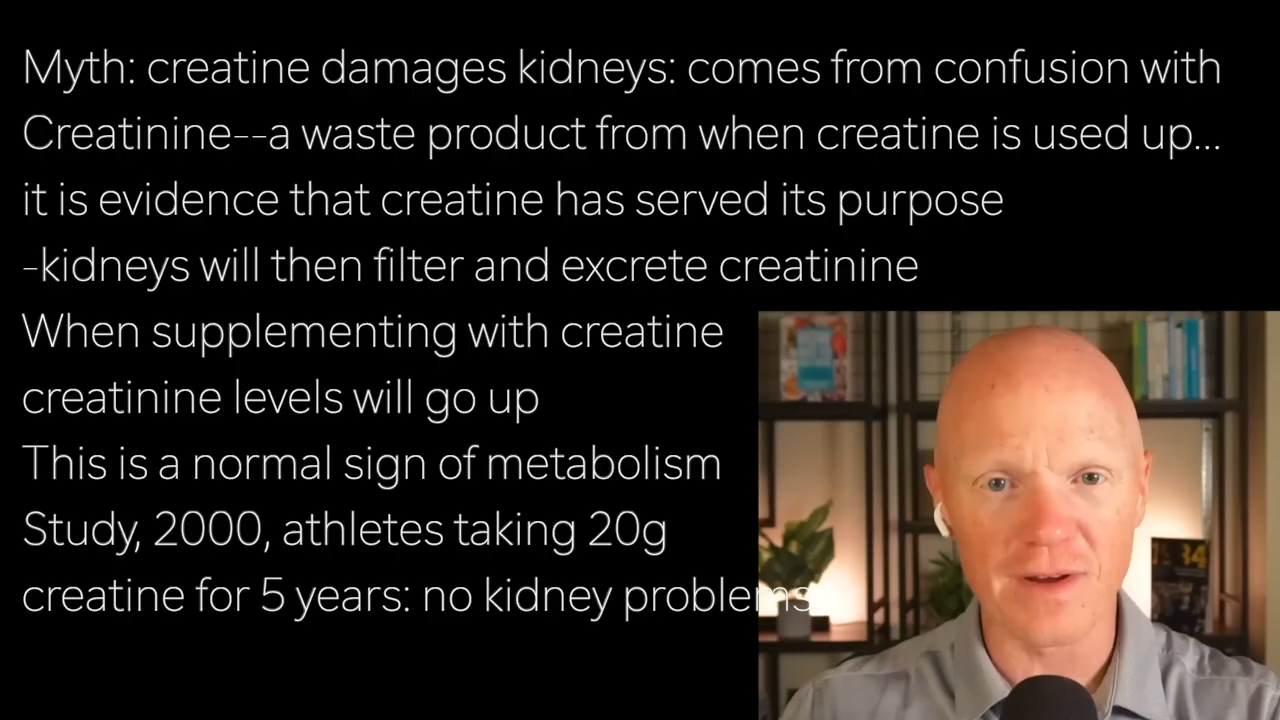 Myth: creatine damages kidneys: comes from confusion with
Creatinine--a waste product from when creatine is used up...
it is evidence that creatine has served its purpose
-kidneys will then filter and excrete creatinine
When supplementing with creatine
creatinine levels will go up
This is a normal sign of metabolism
Study, 2000, athletes taking 20g
creatine for 5 years: no kidney problems